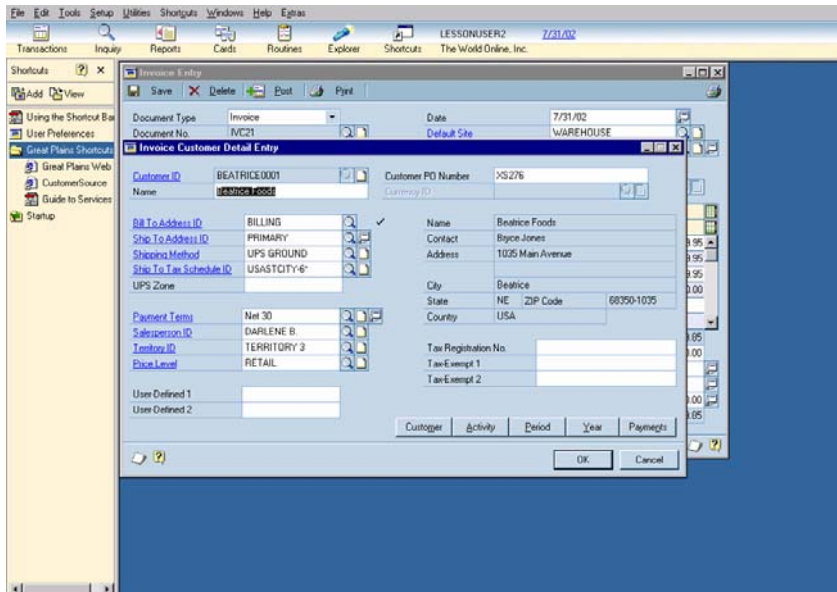 File Edit Tools Setup Utilities Shortcuts Windows Help Extras
Transactions Inquiry Reports Cards Routines Explorer Shortcuts
LESSONUSER2 7/31/02
The World Online, Inc.
Shortcuts
Add View
Using the Shortcut Bar
User Preferences
Great Plains Shortcuts
Great Plains Web
CustomerSource
Guide to Services
Startup
Invoice Entry
Save Delete Post Print
Document Type Invoice Date 7/31/02
Document No. IVC21 Default Site WAREHOUSE
Invoice Customer Detail Entry
Customer ID BEATRICE0001 Customer PO Number XS276
Name Beatrice Foods Currency ID
Bill To Address ID BILLING Name Beatrice Foods
Ship To Address ID PRIMARY Contact Bryce Jones
Shipping Method UPS GROUND Address 1035 Main Avenue
Ship To Tax Schedule ID USASTCITY-6*
UPS Zone City Beatrice
State NE ZIP Code 68350-1035
Payment Terms Net 30 Country USA
Salesperson ID DARLENE B.
Territory ID TERRITORY 3 Tax Registration No.
Price Level RETAIL Tax-Exempt 1
Tax-Exempt 2
User-Defined 1
User-Defined 2
Customer Activity Period Year Payments
OK Cancel